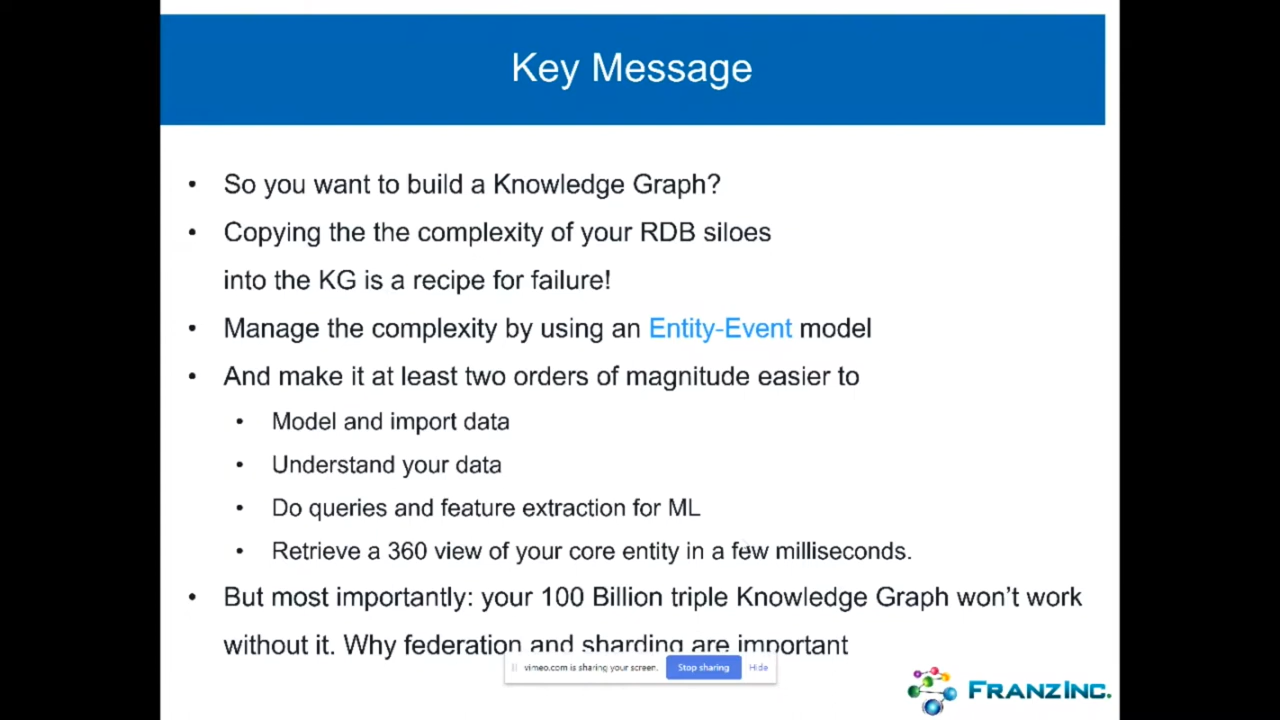 Key Message
• So you want to build a Knowledge Graph?
• Copying the the complexity of your RDB siloes
into the KG is a recipe for failure!
• Manage the complexity by using an Entity-Event model
• And make it at least two orders of magnitude easier to
• Model and import data
• Understand your data
• Do queries and feature extraction for ML
• Retrieve a 360 view of your core entity in a few milliseconds.
• But most importantly: your 100 Billion triple Knowledge Graph won't work
without it. Why federation and sharding are important
vimeo.com is sharing your screen. Stop sharing Hide
FRANZ INC.